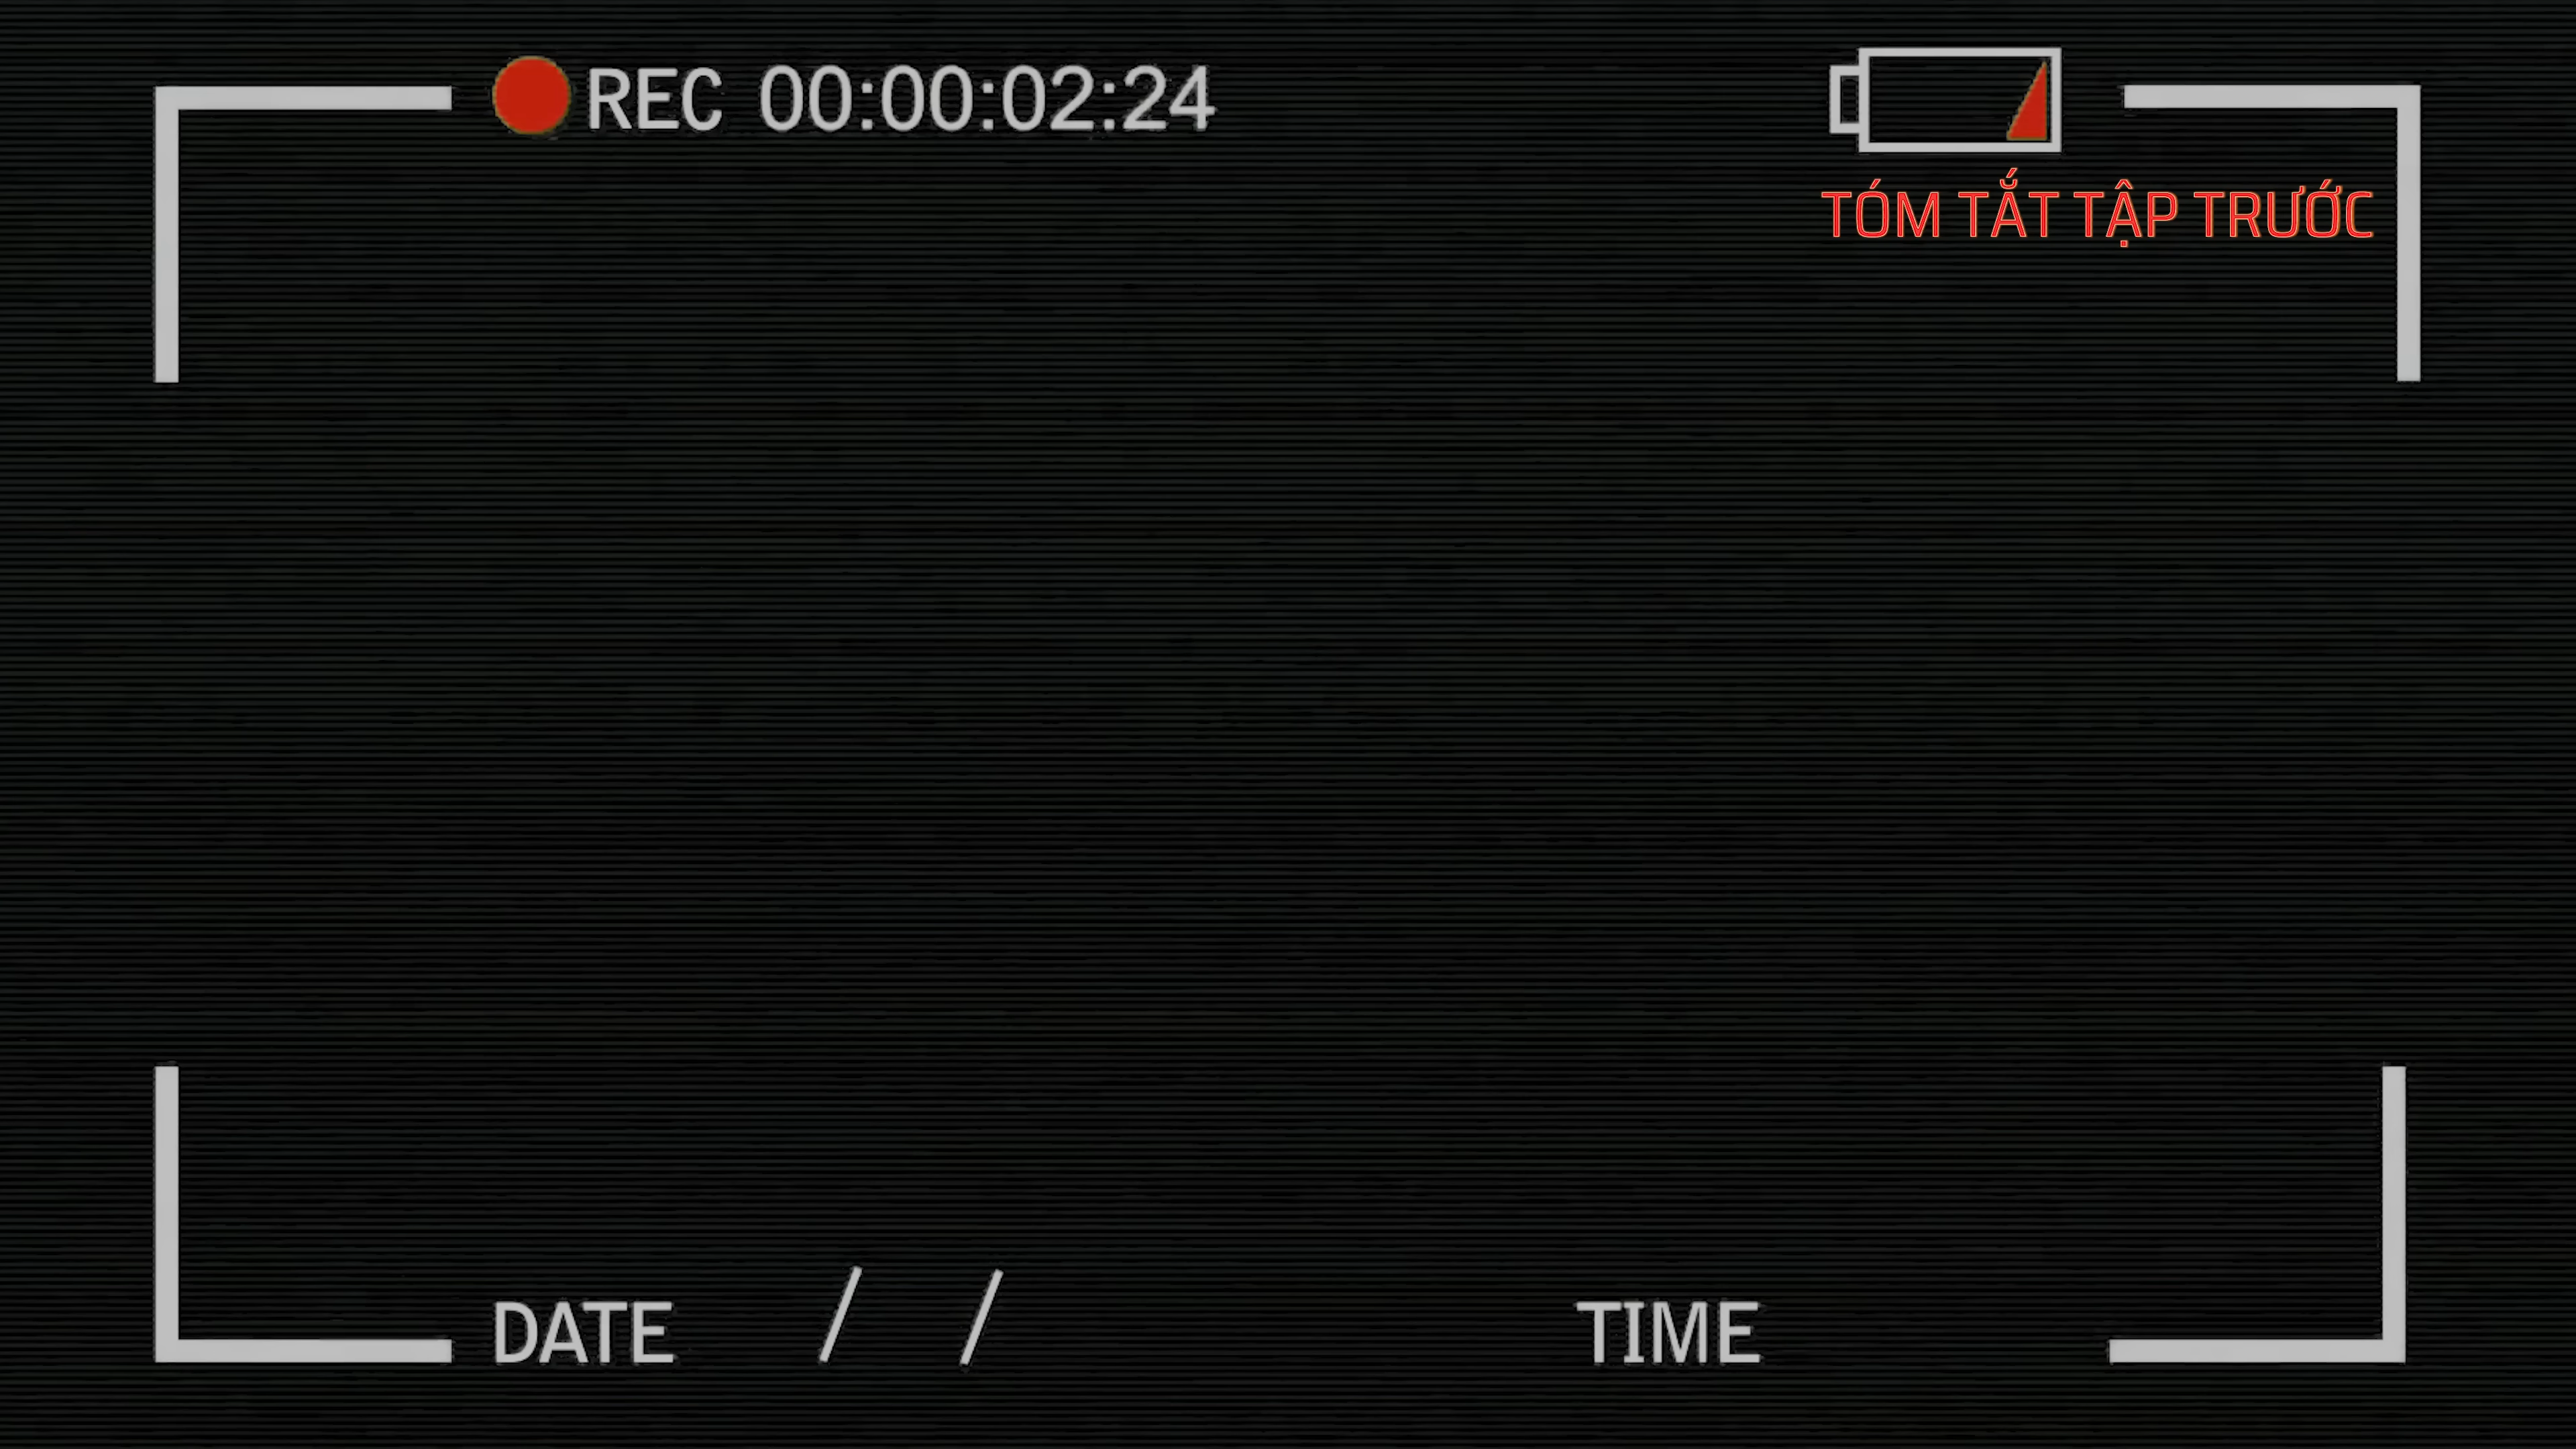 REC 00:00:02:24
TÓM TẮT TẬP TRƯỚC
DATE / /
TIME